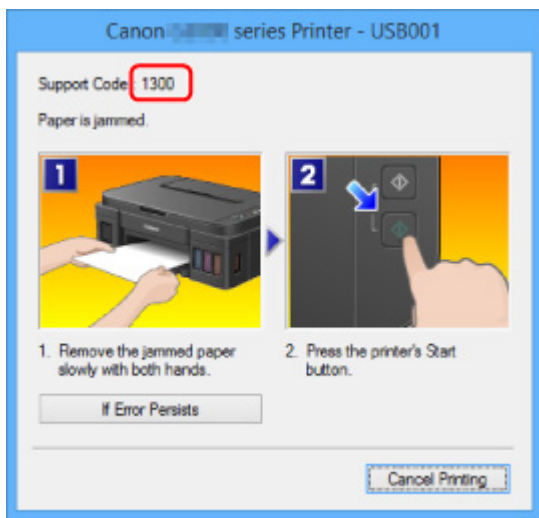 Canon series Printer - USB001
Support Code : 1300
Paper is jammed.
1
2
1. Remove the jammed paper
slowly with both hands.
2. Press the printer's Start
button.
If Error Persists
Cancel Printing